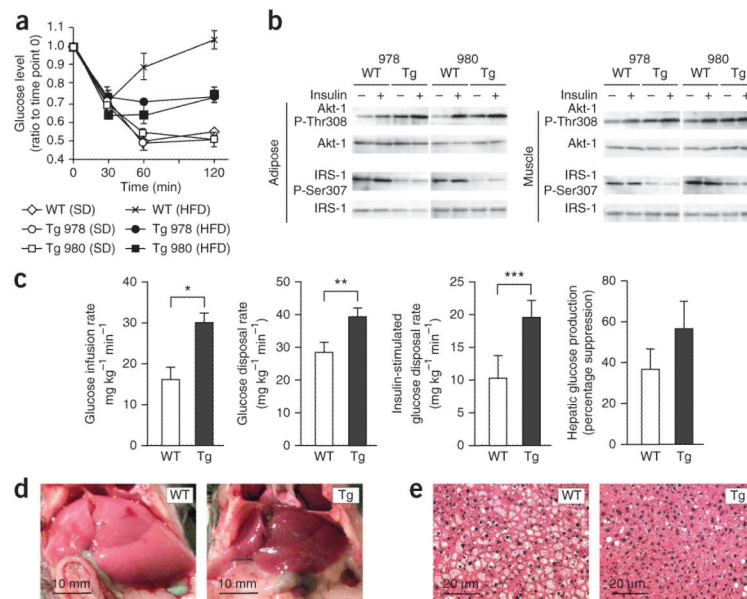 a
Glucose level
(ratio to time point 0)
1.1
1.0
0.9
0.8
0.7
0.6
0.5
0.4
0 30 60 90 120
Time (min)
WT (SD) WT (HFD)
Tg 978 (SD) Tg 978 (HFD)
Tg 980 (SD) Tg 980 (HFD)
b
978 980
WT Tg WT Tg
Insulin – + – + – + – +
Adipose
Akt-1
P-Thr308
Akt-1
IRS-1
P-Ser307
IRS-1
978 980
WT Tg WT Tg
Insulin – + – + – + – +
Muscle
Akt-1
P-Thr308
Akt-1
IRS-1
P-Ser307
IRS-1
c
Glucose infusion rate
mg kg⁻¹ min⁻¹
40
30
20
10
0
*
WT Tg
Glucose disposal rate
(mg kg⁻¹ min⁻¹)
50
40
30
20
10
0
**
WT Tg
Insulin-stimulated
glucose disposal rate
(mg kg⁻¹ min⁻¹)
25
20
15
10
5
0
***
WT Tg
Hepatic glucose production
(percentage suppression)
100
80
60
40
20
0
WT Tg
d
WT
10 mm
Tg
10 mm
e
WT
20 μm
Tg
20 μm